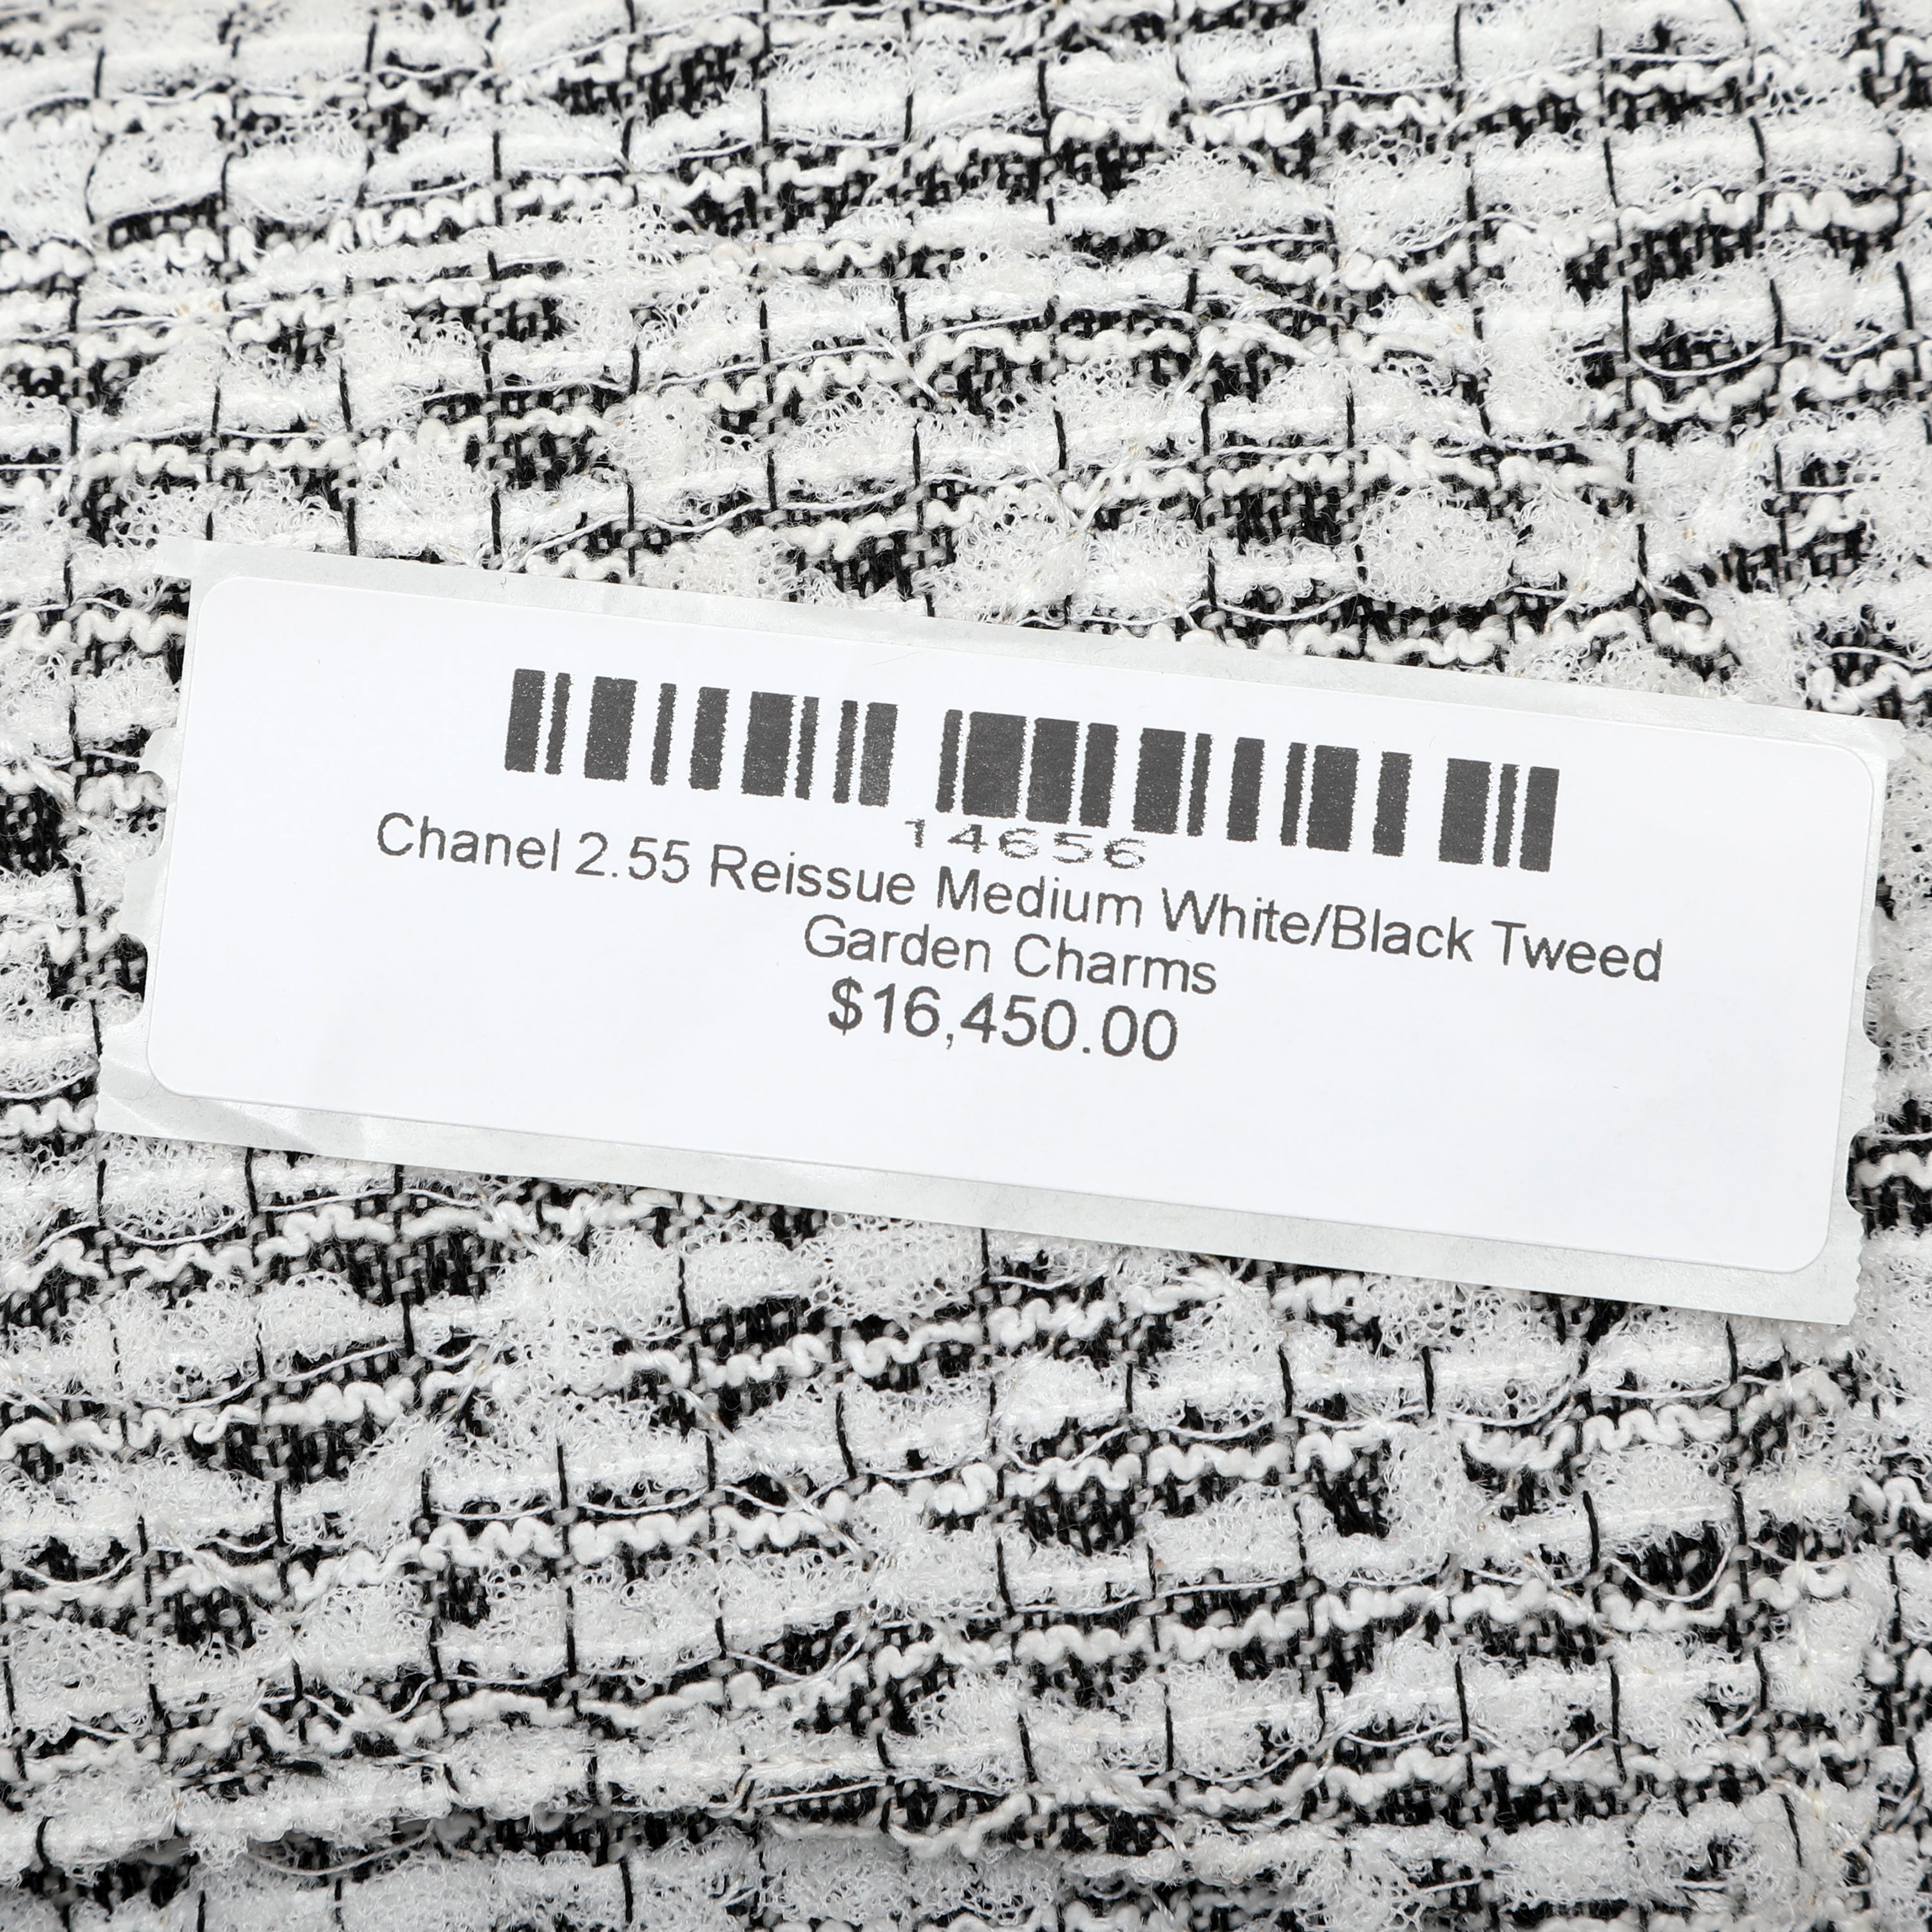 14656
Chanel 2.55 Reissue Medium White/Black Tweed
Garden Charms
$16,450.00